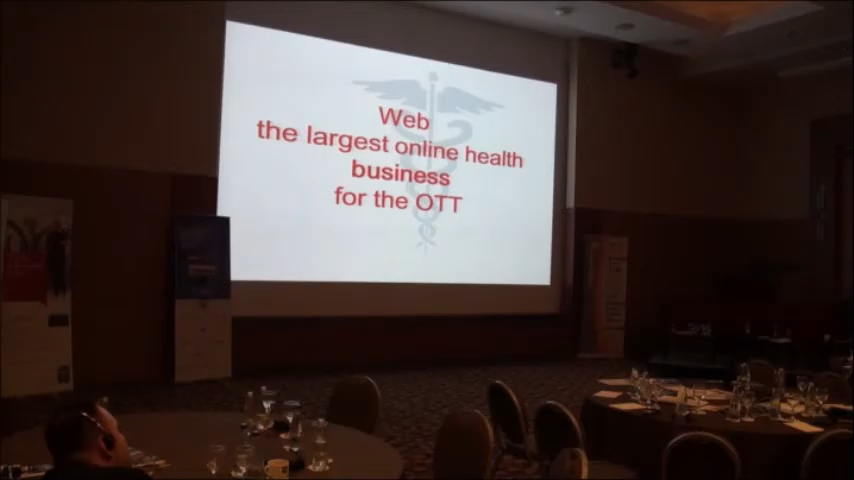 Web
the largest online health
business
for the OTT